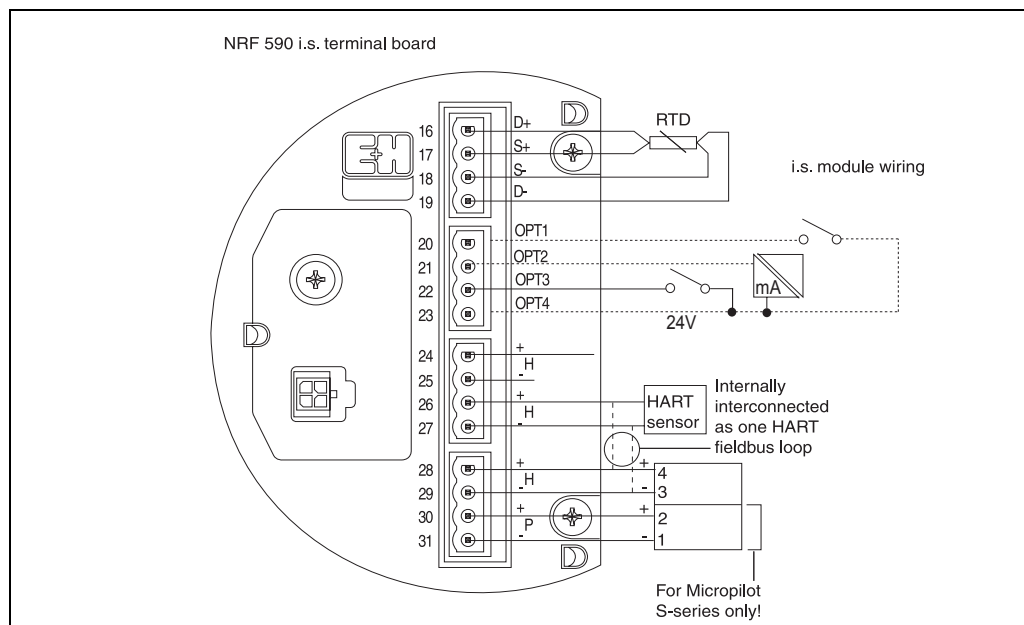 NRF 590 i.s. terminal board
i.s. module wiring
EH
16 D+
17 S+
18 S-
19 D-
RTD
20 OPT1
21 OPT2
22 OPT3
23 OPT4
24V
mA
24 +
H
25 -
26 +
H
27 -
HART
sensor
Internally
interconnected
as one HART
fieldbus loop
28 + + 4
H
29 - - 3
30 + + 2
P
31 - - 1
For Micropilot
S-series only!